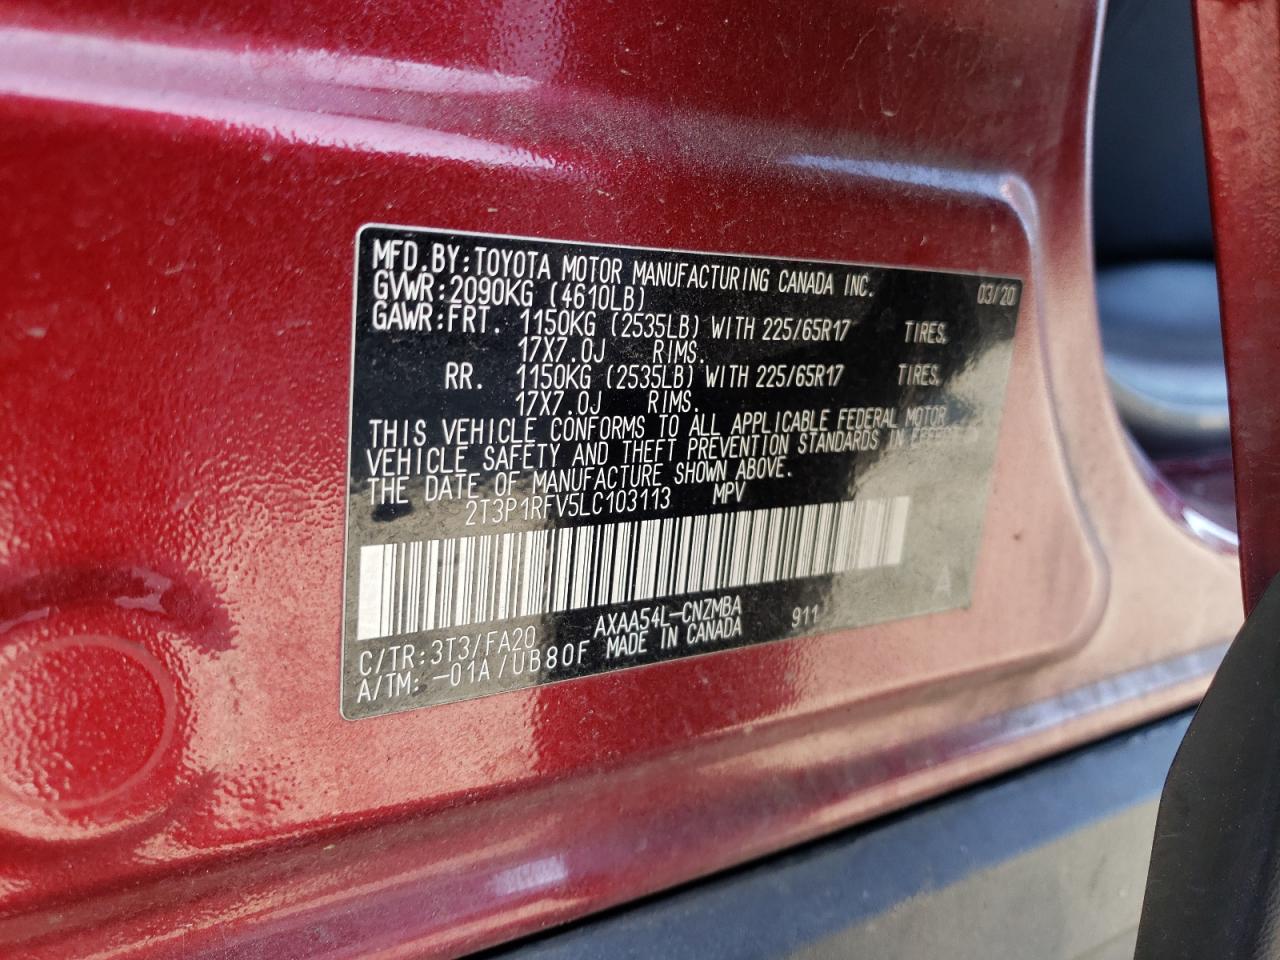 MFD.BY:TOYOTA MOTOR MANUFACTURING CANADA INC. 03/20
GVWR:2090KG (4610LB)
GAWR:FRT. 1150KG (2535LB) WITH 225/65R17 TIRES,
17X7.0J RIMS.
RR. 1150KG (2535LB) WITH 225/65R17 TIRES,
17X7.0J RIMS.
THIS VEHICLE CONFORMS TO ALL APPLICABLE FEDERAL MOTOR
VEHICLE SAFETY AND THEFT PREVENTION STANDARDS IN EFFECT
THE DATE OF MANUFACTURE SHOWN ABOVE.
2T3P1RFV5LC103113 MPV
A
C/TR:3T3/FA20 AXAA54L-CNZMBA 911
A/TM: -01A/UB80F MADE IN CANADA